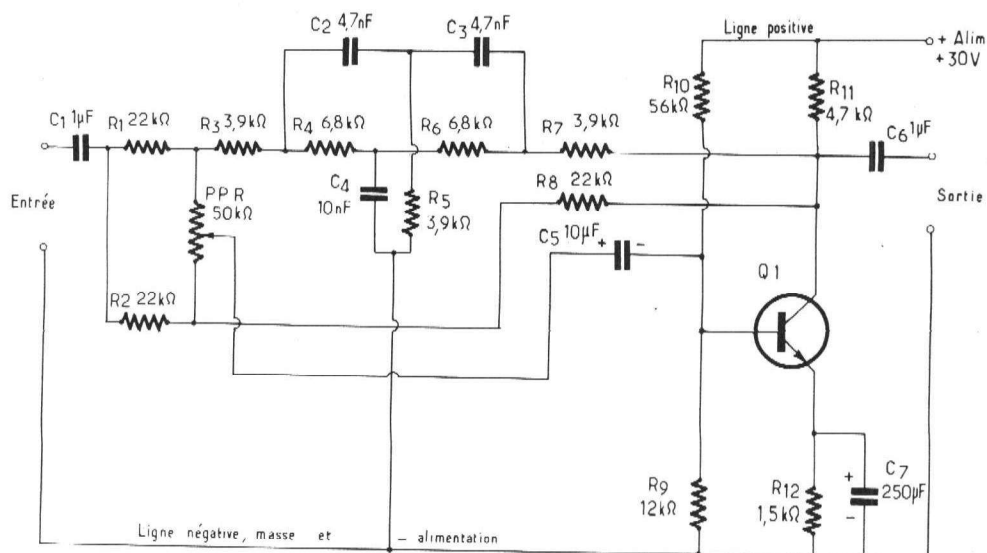 C2 4,7nF
C3 4,7nF
Ligne positive
+ Alim
+30V
R10
56kΩ
R11
4,7 kΩ
C1 1µF
R1 22kΩ
R3 3,9kΩ
R4 6,8kΩ
R6 6,8kΩ
R7 3,9kΩ
C6 1µF
Entrée
PPR
50kΩ
C4
10nF
R5
3,9kΩ
R8 22kΩ
Sortie
C5 10µF
+ -
Q1
R2 22kΩ
R9
12kΩ
R12
1,5kΩ
+
C7
250µF
-
Ligne négative, masse et - alimentation